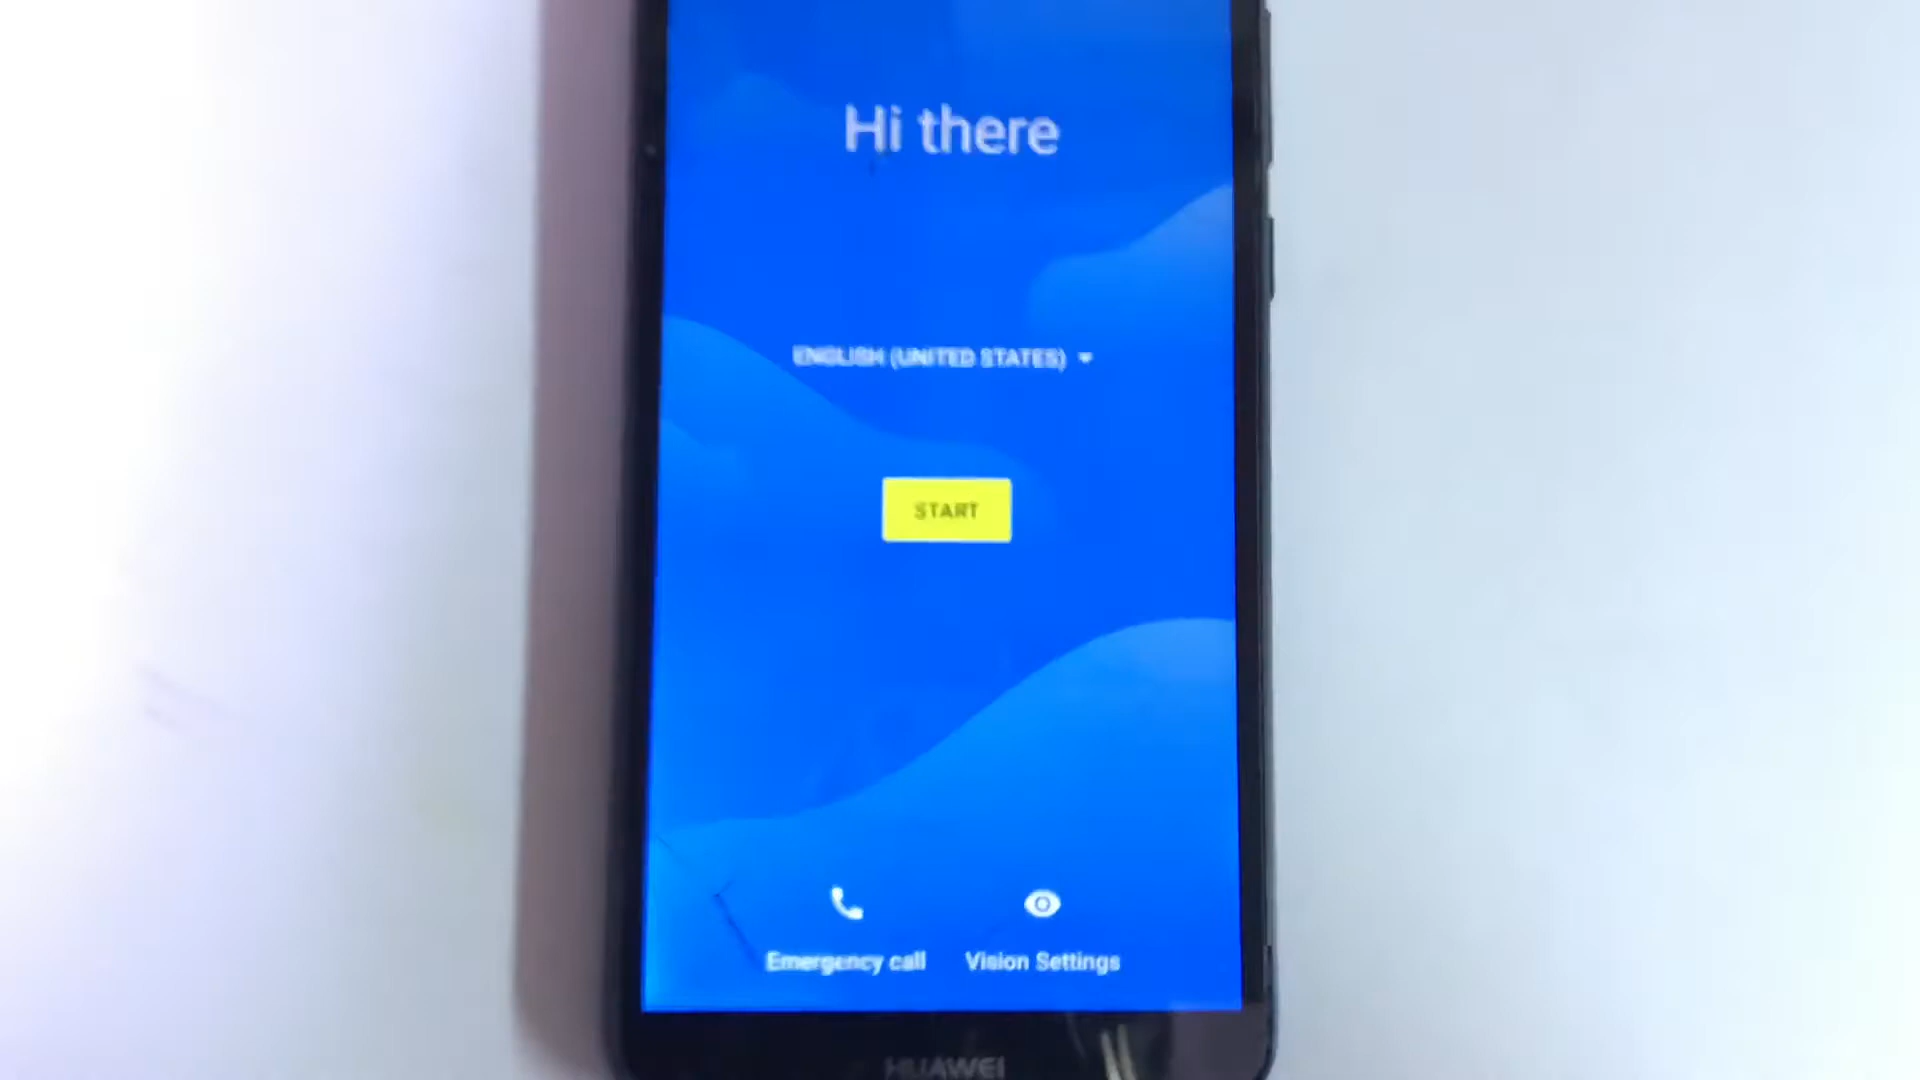 Hi there
ENGLISH (UNITED STATES)
START
Emergency call
Vision Settings
HUAWEI